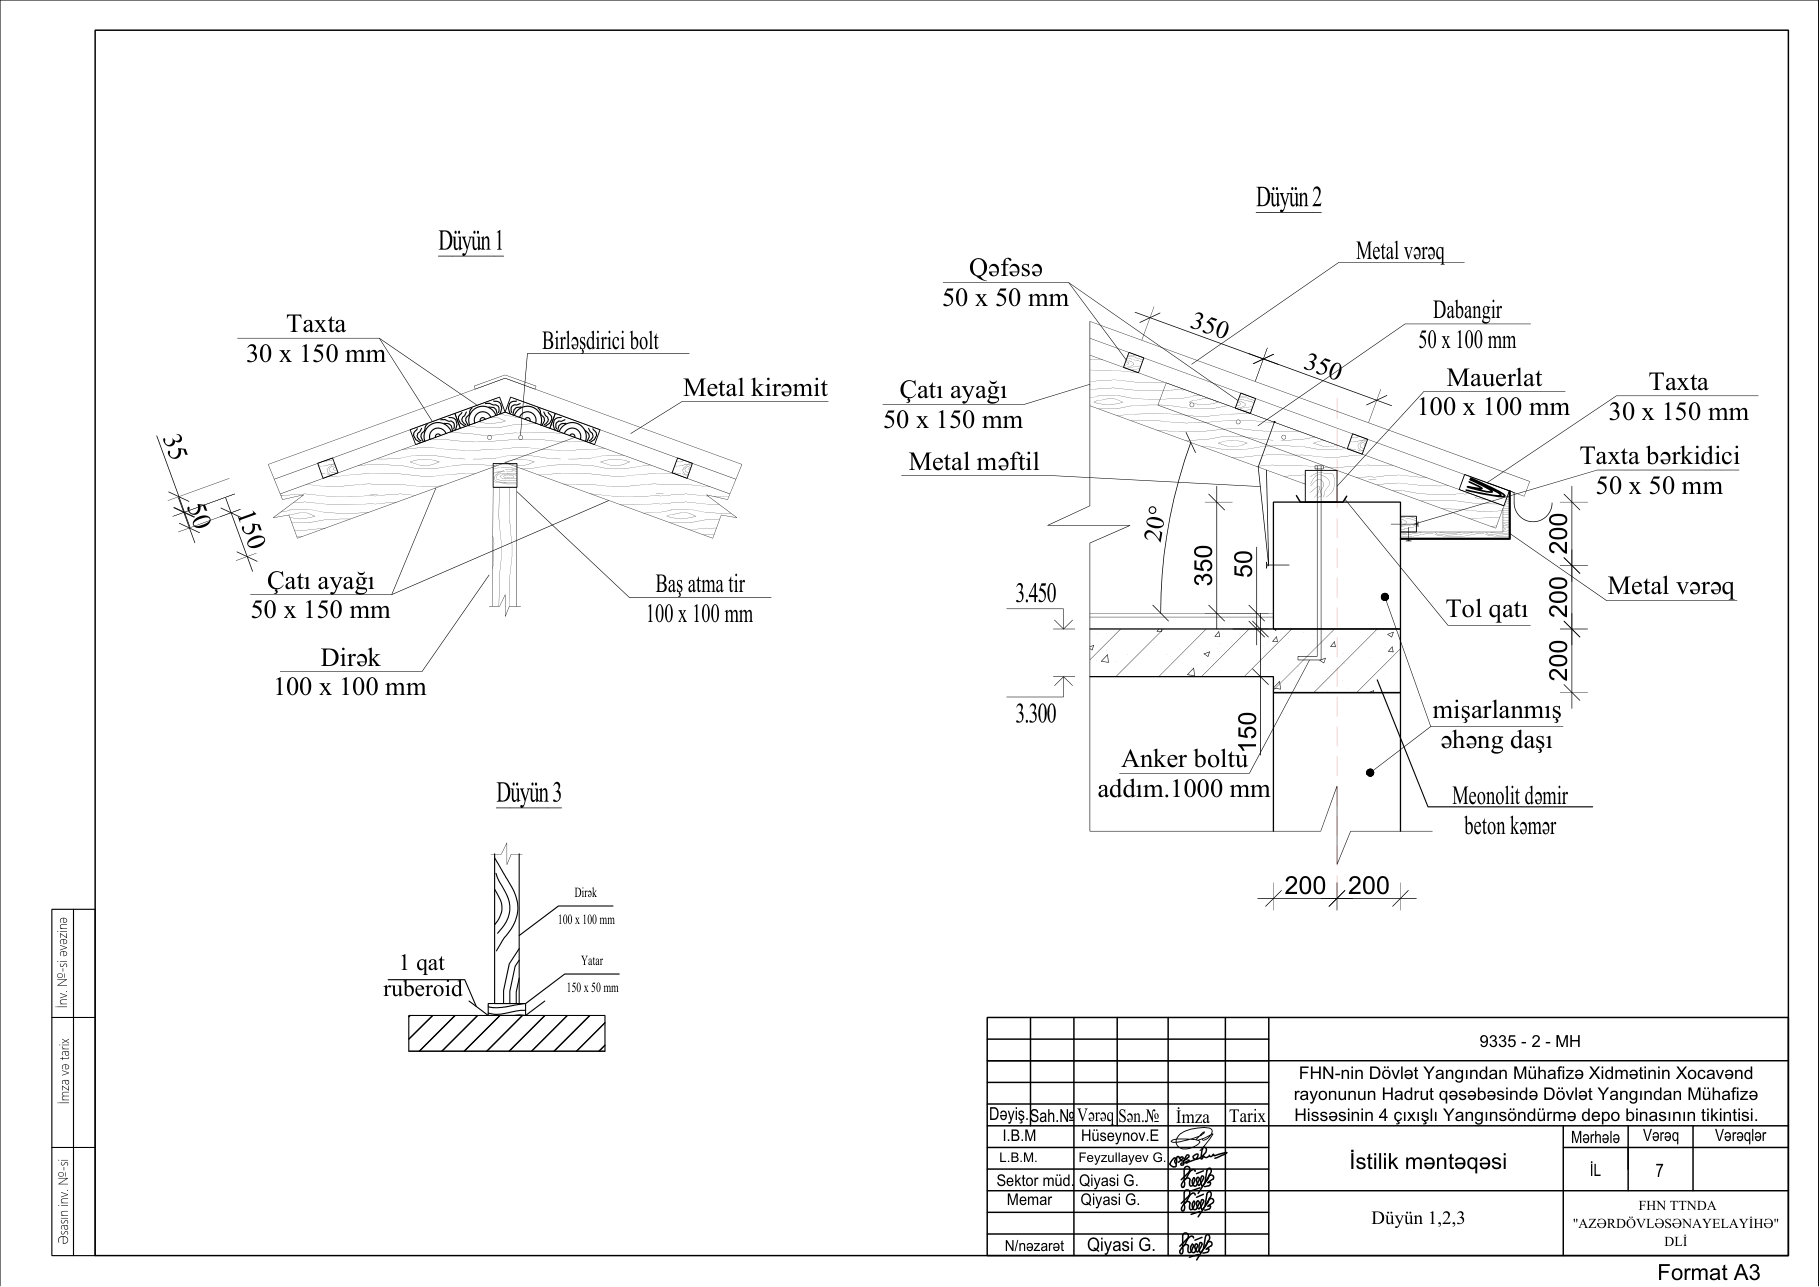 Düyün 1
Taxta
30 x 150 mm
Birləşdirici bolt
Metal kirəmit
35
50
150
Çatı ayağı
50 x 150 mm
Baş atma tir
100 x 100 mm
Dirək
100 x 100 mm
Düyün 2
Metal vərəq
Qəfəsə
50 x 50 mm
350
350
Dabangir
50 x 100 mm
Çatı ayağı
50 x 150 mm
Mauerlat
100 x 100 mm
Taxta
30 x 150 mm
Metal məftil
Taxta bərkidici
50 x 50 mm
20°
350
50
200
200
200
3.450
Metal vərəq
Tol qatı
3.300
150
mişarlanmış
əhəng daşı
Anker boltu
addım.1000 mm
Meonolit dəmir
beton kəmər
200
200
Düyün 3
Dirək
100 x 100 mm
1 qat
ruberoid
Yatar
150 x 50 mm
İnv. №-si əvəzinə
İmza və tarix
Əsasın inv. №-si
9335 - 2 - MH
FHN-nin Dövlət Yangından Mühafizə Xidmətinin Xocavənd
rayonunun Hadrut qəsəbəsində Dövlət Yangından Mühafizə
Hissəsinin 4 çıxışlı Yangınsöndürmə depo binasının tikintisi.
Dəyiş. Sah.№ Vərəq Sən.№ İmza Tarix
I.B.M Hüseynov.E
L.B.M. Feyzullayev G.
Sektor müd. Qiyasi G.
Memar Qiyasi G.
N/nəzarət Qiyasi G.
İstilik məntəqəsi
Mərhələ Vərəq Vərəqlər
İL 7
Düyün 1,2,3
FHN TTNDA
"AZƏRDÖVLƏSƏNAYELAYİHƏ"
DLİ
Format A3